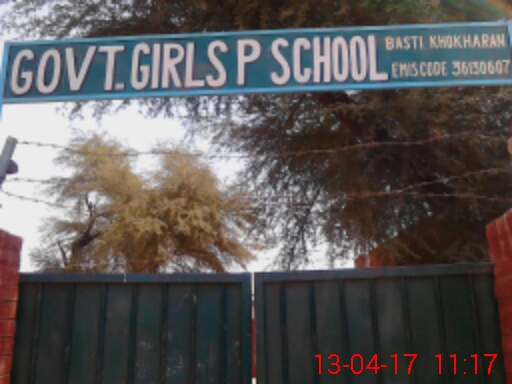 GOVT. GIRLS P SCHOOL
BASTI KHOKHARAN
EMIS CODE 36130607
13-04-17 11:17